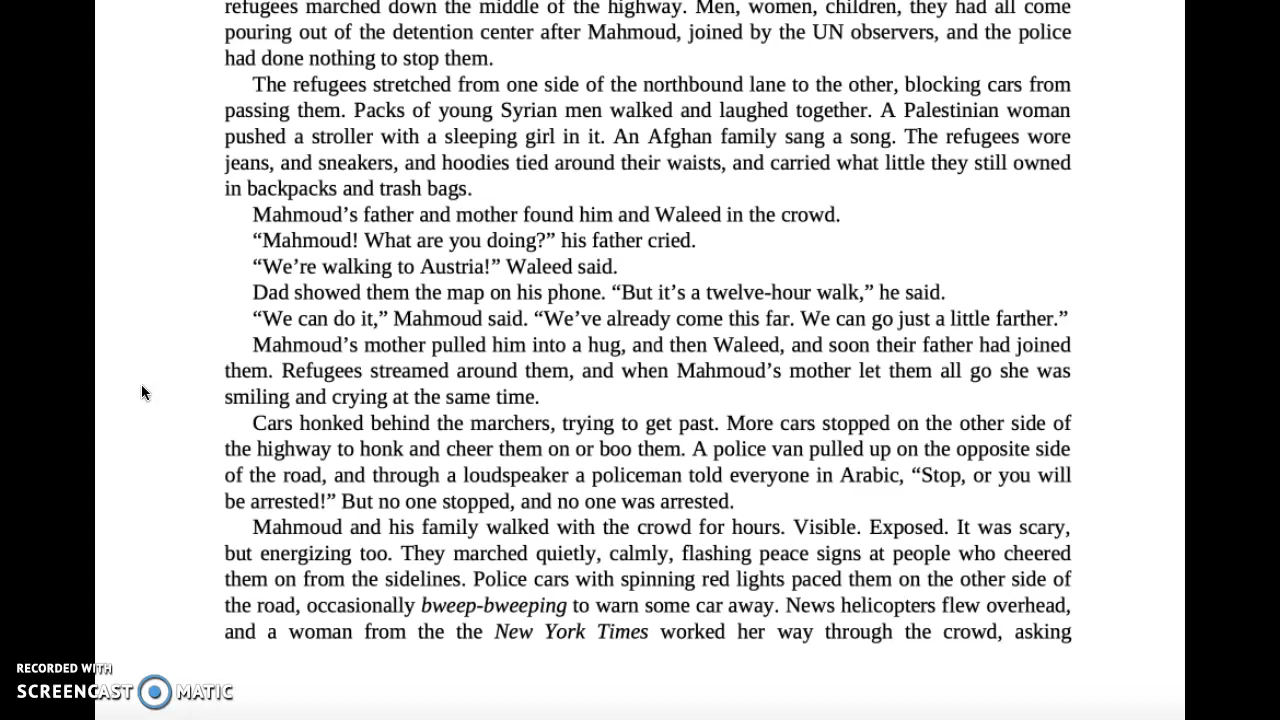 refugees marched down the middle of the highway. Men, women, children, they had all come
pouring out of the detention center after Mahmoud, joined by the UN observers, and the police
had done nothing to stop them.
The refugees stretched from one side of the northbound lane to the other, blocking cars from
passing them. Packs of young Syrian men walked and laughed together. A Palestinian woman
pushed a stroller with a sleeping girl in it. An Afghan family sang a song. The refugees wore
jeans, and sneakers, and hoodies tied around their waists, and carried what little they still owned
in backpacks and trash bags.
Mahmoud’s father and mother found him and Waleed in the crowd.
“Mahmoud! What are you doing?” his father cried.
“We’re walking to Austria!” Waleed said.
Dad showed them the map on his phone. “But it’s a twelve-hour walk,” he said.
“We can do it,” Mahmoud said. “We’ve already come this far. We can go just a little farther.”
Mahmoud’s mother pulled him into a hug, and then Waleed, and soon their father had joined
them. Refugees streamed around them, and when Mahmoud’s mother let them all go she was
smiling and crying at the same time.
Cars honked behind the marchers, trying to get past. More cars stopped on the other side of
the highway to honk and cheer them on or boo them. A police van pulled up on the opposite side
of the road, and through a loudspeaker a policeman told everyone in Arabic, “Stop, or you will
be arrested!” But no one stopped, and no one was arrested.
Mahmoud and his family walked with the crowd for hours. Visible. Exposed. It was scary,
but energizing too. They marched quietly, calmly, flashing peace signs at people who cheered
them on from the sidelines. Police cars with spinning red lights paced them on the other side of
the road, occasionally bweep-bweeping to warn some car away. News helicopters flew overhead,
and a woman from the the New York Times worked her way through the crowd, asking
RECORDED WITH
SCREENCAST MATIC